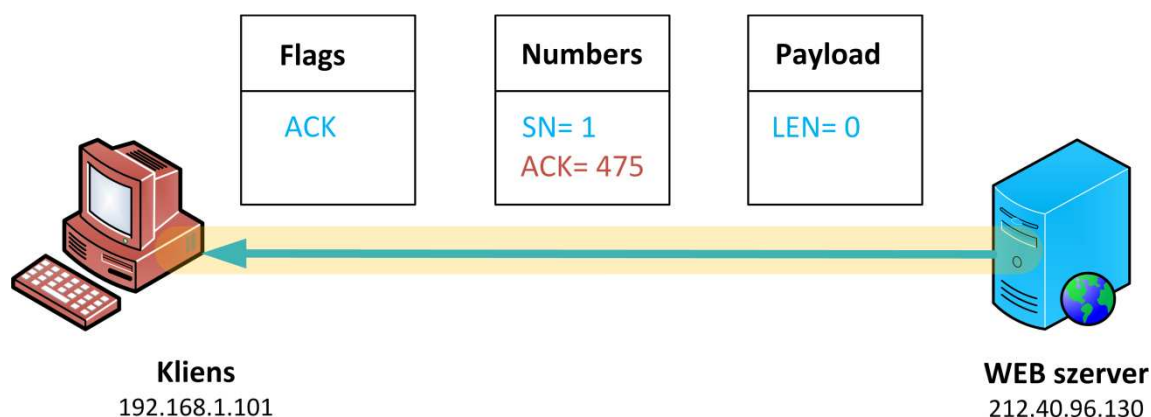 Flags
ACK
Numbers
SN= 1
ACK= 475
Payload
LEN= 0
Kliens
192.168.1.101
WEB szerver
212.40.96.130